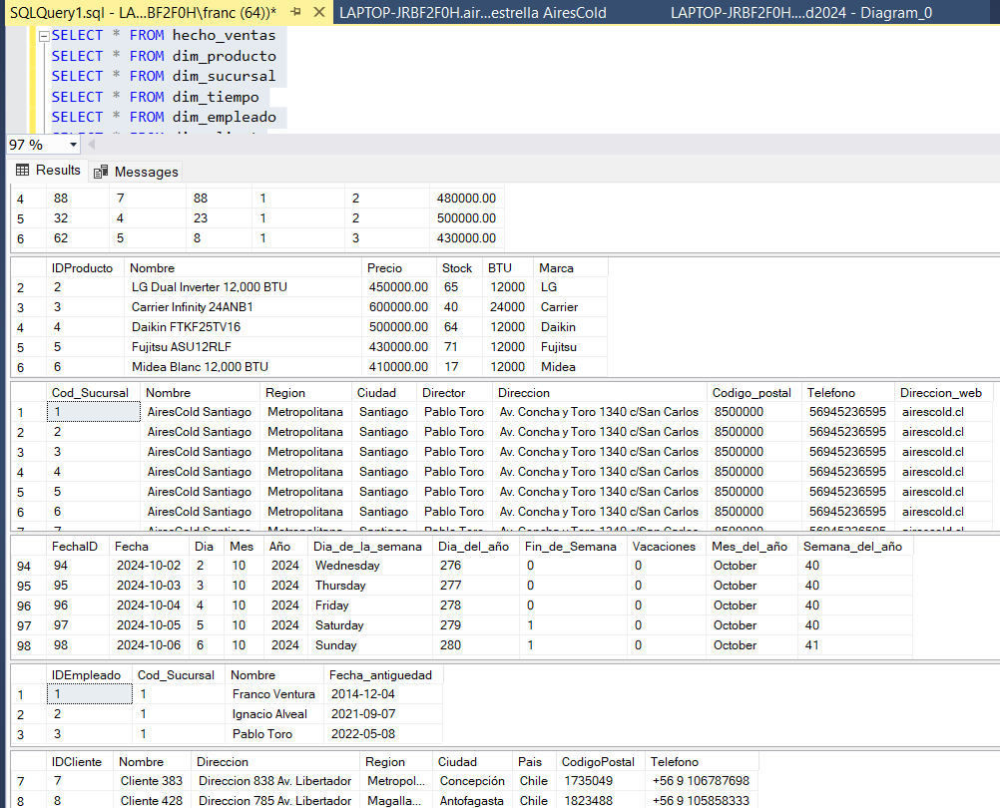 SQLQuery1.sql - LA...BF2F0H\franc (64))* LAPTOP-JRBF2F0H.air...estrella AiresCold LAPTOP-JRBF2F0H....d2024 - Diagram_0
SELECT * FROM hecho_ventas
SELECT * FROM dim_producto
SELECT * FROM dim_sucursal
SELECT * FROM dim_tiempo
SELECT * FROM dim_empleado
97 %
Results Messages
4 88 7 88 1 2 480000.00
5 32 4 23 1 2 500000.00
6 62 5 8 1 3 430000.00
IDProducto Nombre Precio Stock BTU Marca
2 2 LG Dual Inverter 12,000 BTU 450000.00 65 12000 LG
3 3 Carrier Infinity 24ANB1 600000.00 40 24000 Carrier
4 4 Daikin FTKF25TV16 500000.00 64 12000 Daikin
5 5 Fujitsu ASU12RLF 430000.00 71 12000 Fujitsu
6 6 Midea Blanc 12,000 BTU 410000.00 17 12000 Midea
Cod_Sucursal Nombre Region Ciudad Director Direccion Codigo_postal Telefono Direccion_web
1 1 AiresCold Santiago Metropolitana Santiago Pablo Toro Av. Concha y Toro 1340 c/San Carlos 8500000 56945236595 airescold.cl
2 2 AiresCold Santiago Metropolitana Santiago Pablo Toro Av. Concha y Toro 1340 c/San Carlos 8500000 56945236595 airescold.cl
3 3 AiresCold Santiago Metropolitana Santiago Pablo Toro Av. Concha y Toro 1340 c/San Carlos 8500000 56945236595 airescold.cl
4 4 AiresCold Santiago Metropolitana Santiago Pablo Toro Av. Concha y Toro 1340 c/San Carlos 8500000 56945236595 airescold.cl
5 5 AiresCold Santiago Metropolitana Santiago Pablo Toro Av. Concha y Toro 1340 c/San Carlos 8500000 56945236595 airescold.cl
6 6 AiresCold Santiago Metropolitana Santiago Pablo Toro Av. Concha y Toro 1340 c/San Carlos 8500000 56945236595 airescold.cl
FechaID Fecha Dia Mes Año Dia_de_la_semana Dia_del_año Fin_de_Semana Vacaciones Mes_del_año Semana_del_año
94 94 2024-10-02 2 10 2024 Wednesday 276 0 0 October 40
95 95 2024-10-03 3 10 2024 Thursday 277 0 0 October 40
96 96 2024-10-04 4 10 2024 Friday 278 0 0 October 40
97 97 2024-10-05 5 10 2024 Saturday 279 1 0 October 40
98 98 2024-10-06 6 10 2024 Sunday 280 1 0 October 41
IDEmpleado Cod_Sucursal Nombre Fecha_antiguedad
1 1 1 Franco Ventura 2014-12-04
2 2 1 Ignacio Alveal 2021-09-07
3 3 1 Pablo Toro 2022-05-08
IDCliente Nombre Direccion Region Ciudad Pais CodigoPostal Telefono
7 7 Cliente 383 Direccion 838 Av. Libertador Metropol... Concepción Chile 1735049 +56 9 106787698
8 8 Cliente 428 Direccion 785 Av. Libertador Magalla... Antofagasta Chile 1823488 +56 9 105858333